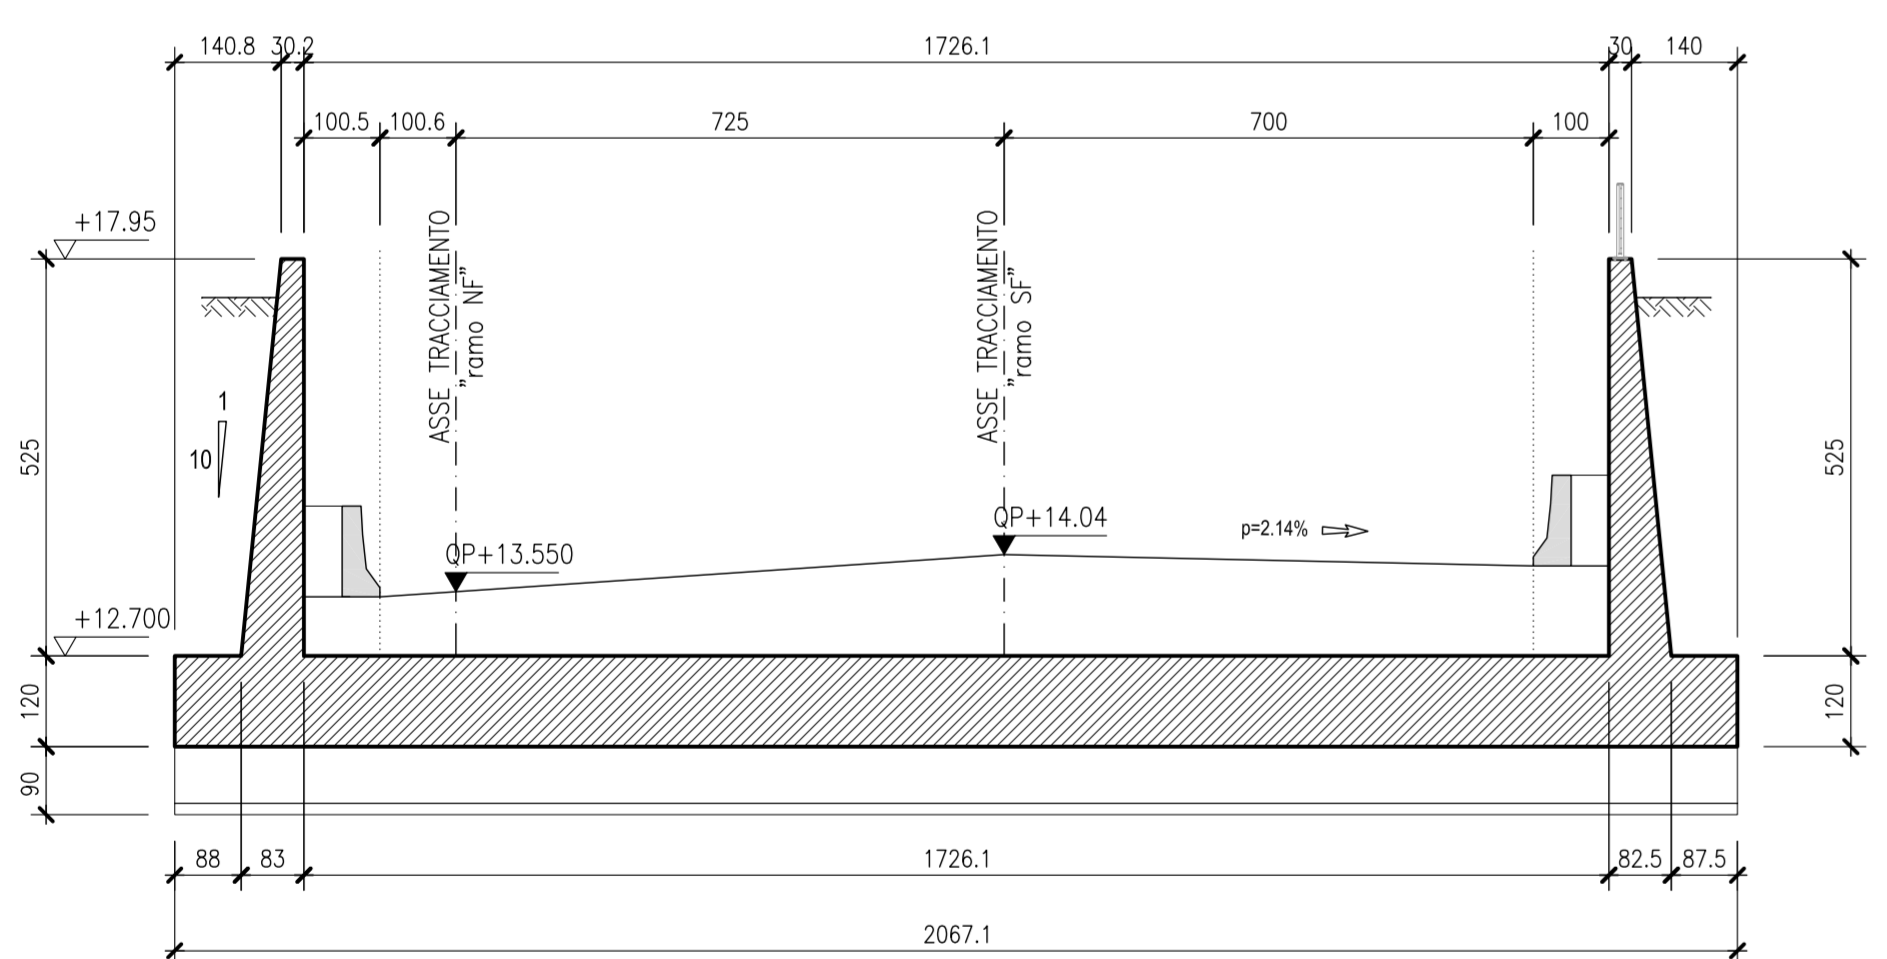 140.8 30.2 1726.1 30 140
100.5 100.6 725 700 100
+17.95
ASSE TRACCIAMENTO
"ramo NF"
ASSE TRACCIAMENTO
"ramo SF"
1
10
525
525
QP+14.04
p=2.14%
QP+13.550
+12.700
120
120
90
88 83 1726.1 82.5 87.5
2067.1